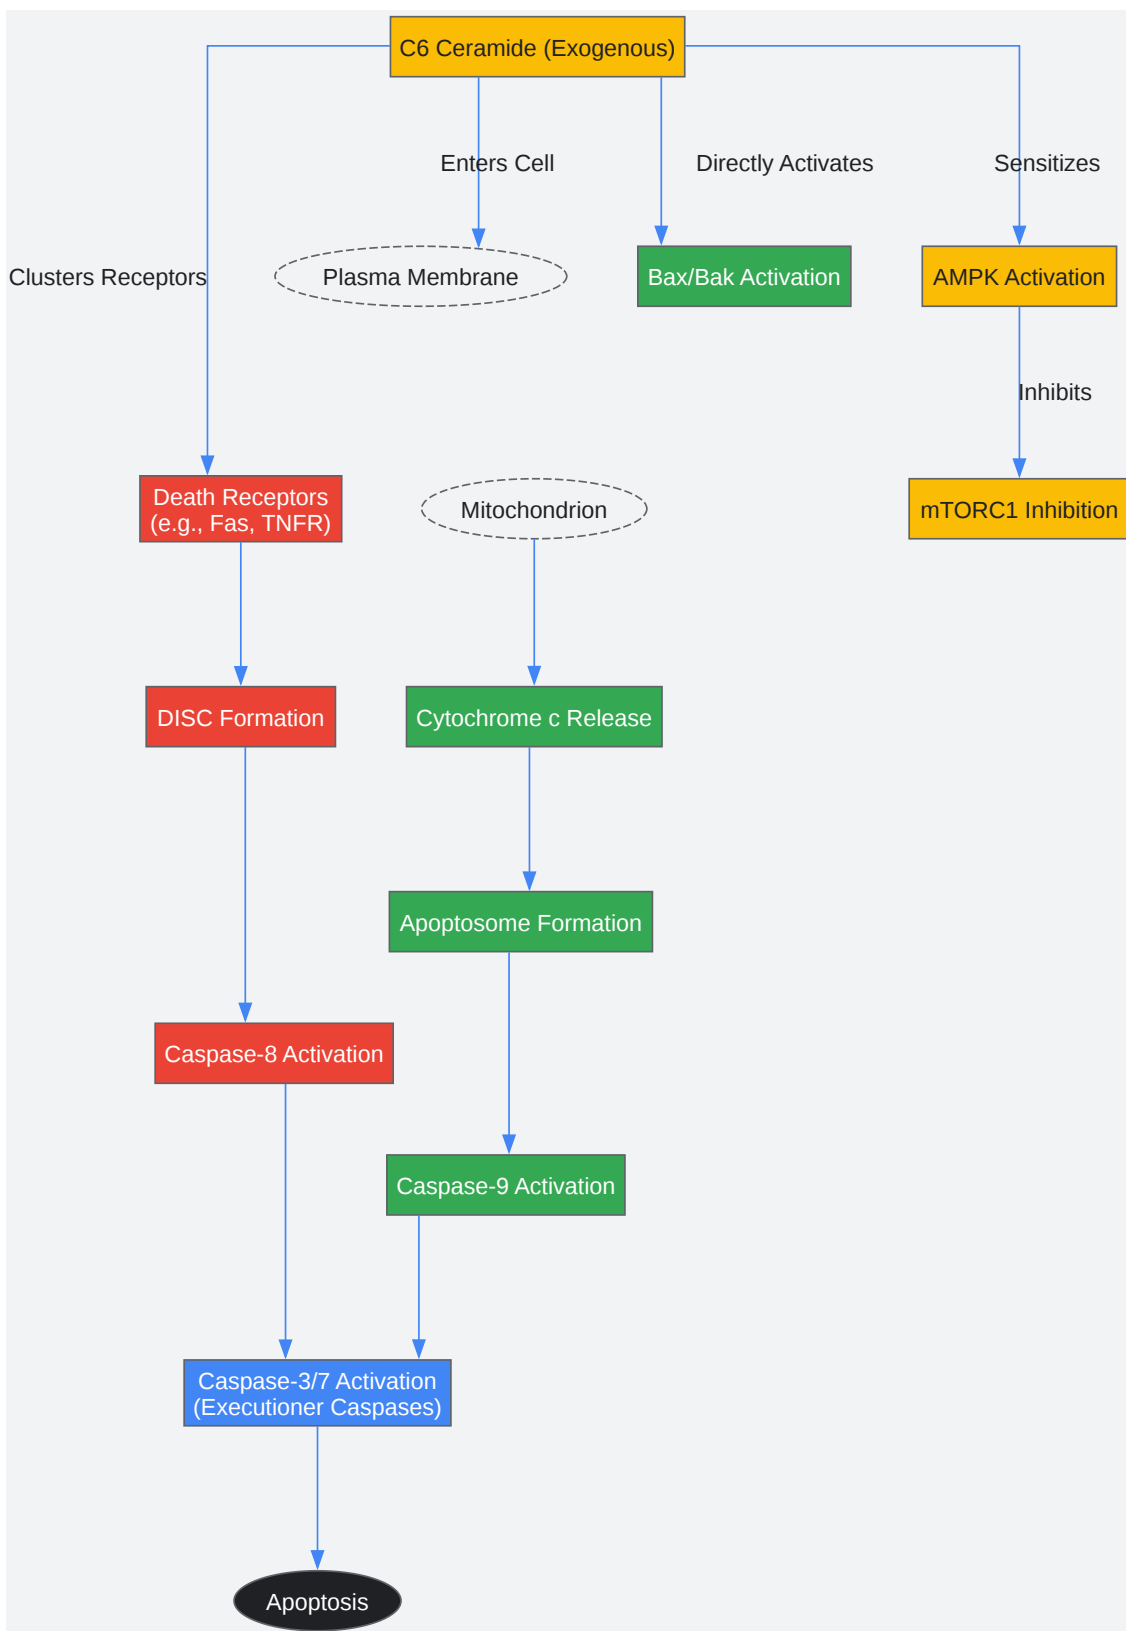 C6 Ceramide (Exogenous)
Enters Cell
Directly Activates
Sensitizes
Clusters Receptors
Plasma Membrane
Bax/Bak Activation
AMPK Activation
Inhibits
Death Receptors
(e.g., Fas, TNFR)
Mitochondrion
mTORC1 Inhibition
DISC Formation
Cytochrome c Release
Apoptosome Formation
Caspase-8 Activation
Caspase-9 Activation
Caspase-3/7 Activation
(Executioner Caspases)
Apoptosis